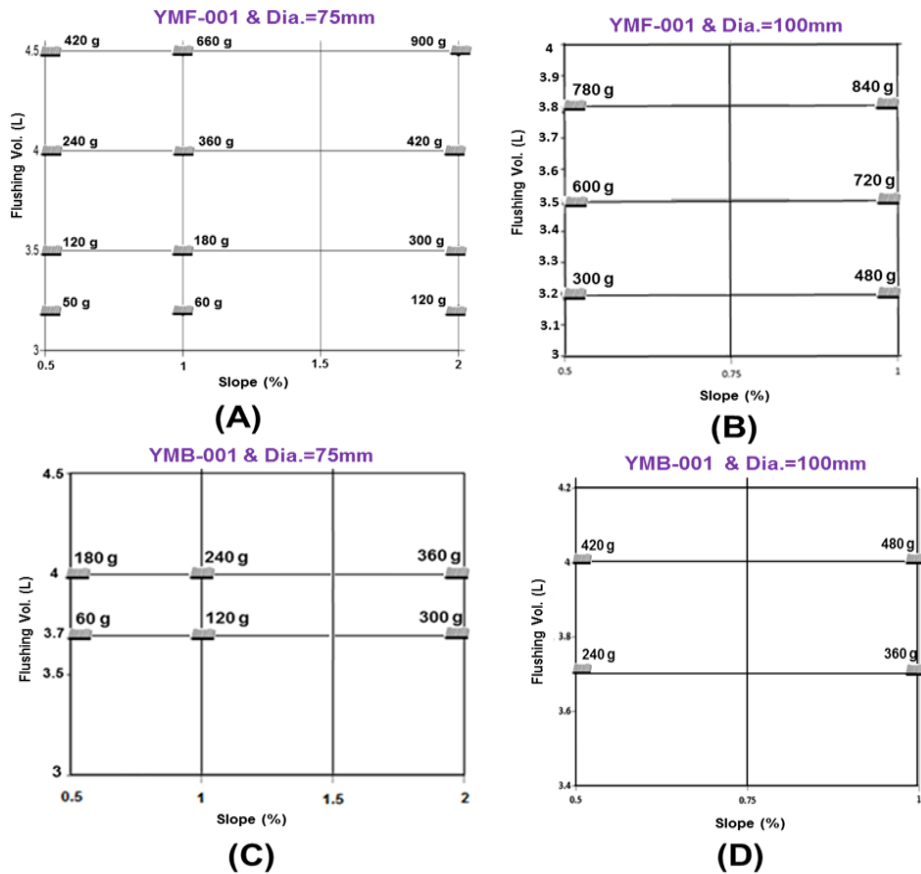 YMF-001 & Dia.=75mm
4.5
420 g
660 g
900 g
4
240 g
360 g
420 g
3.5
120 g
180 g
300 g
50 g
60 g
120 g
3
0.5
1
1.5
2
Flushing Vol. (L)
Slope (%)
(A)
YMF-001 & Dia.=100mm
4
3.9
780 g
840 g
3.8
3.7
3.6
600 g
720 g
3.5
3.4
3.3
300 g
480 g
3.2
3.1
3
0.5
0.75
1
Flushing Vol. (L)
Slope (%)
(B)
YMB-001 & Dia.=75mm
4.5
180 g
240 g
360 g
4
60 g
120 g
300 g
3.7
3.5
3
0.5
1
1.5
2
Flushing Vol. (L)
Slope (%)
(C)
YMB-001 & Dia.=100mm
4.2
420 g
480 g
4
3.8
240 g
360 g
3.6
3.4
0.5
0.75
1
Flushing Vol. (L)
Slope (%)
(D)